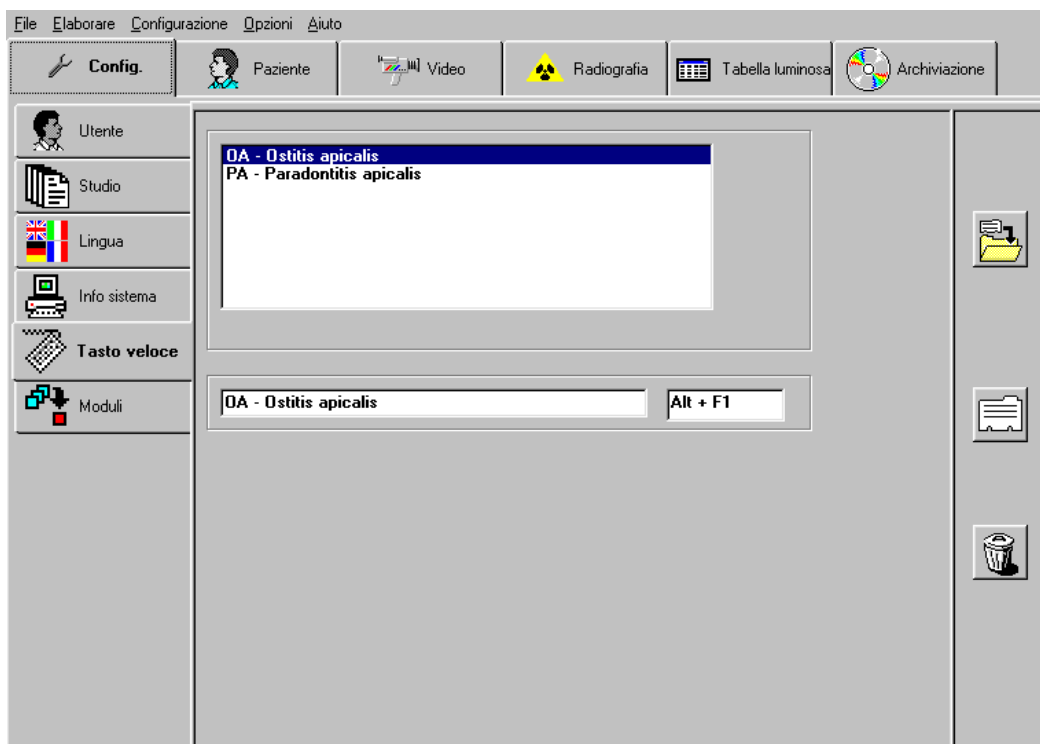 File Elaborare Configurazione Opzioni Aiuto
Config. Paziente Video Radiografia Tabella luminosa Archiviazione
Utente
Studio
Lingua
Info sistema
Tasto veloce
Moduli
OA - Ostitis apicalis
PA - Paradontitis apicalis
OA - Ostitis apicalis Alt + F1